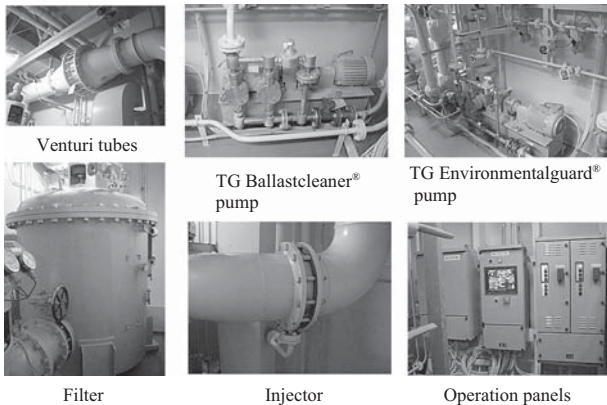 Venturi tubes
TG Ballastcleaner®
pump
TG Environmentalguard®
pump
Filter
Injector
Operation panels